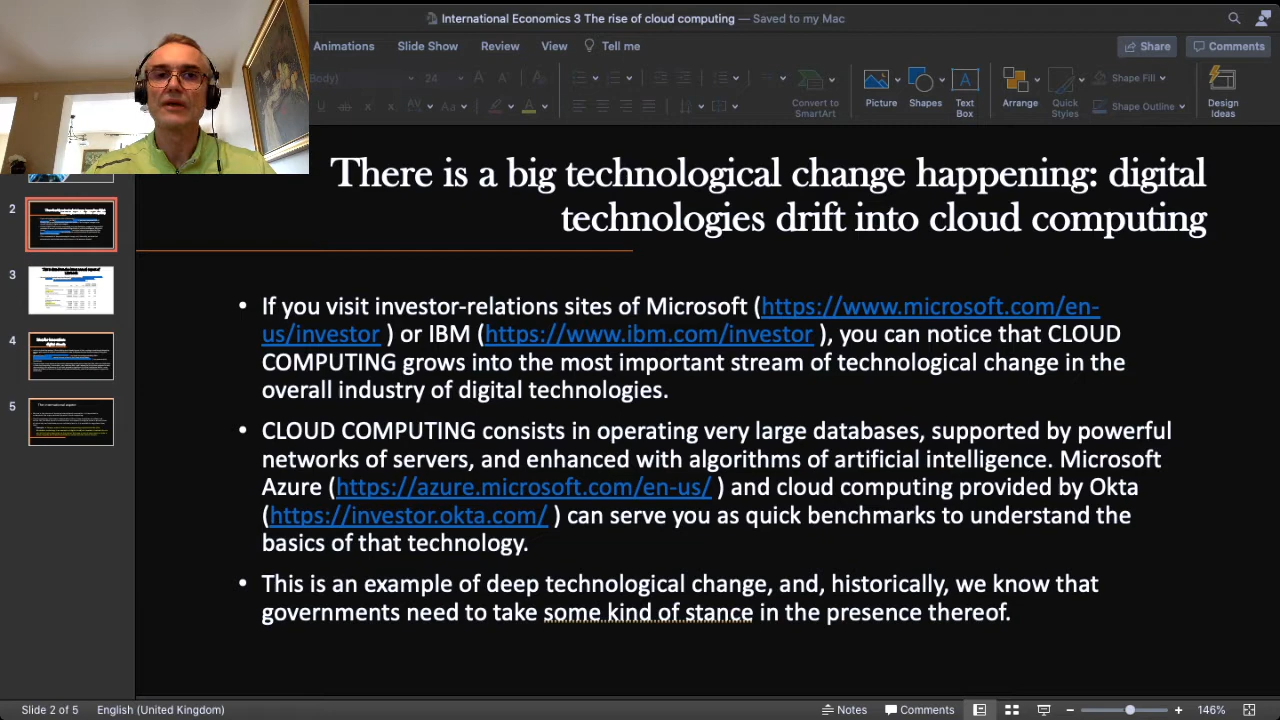 International Economics 3 The rise of cloud computing — Saved to my Mac
Animations Slide Show Review View Tell me Share Comments
24
Convert to SmartArt Picture Shapes Text Box Arrange Quick Styles Shape Fill Shape Outline Design Ideas
There is a big technological change happening: digital
technologies drift into cloud computing
2
3
4
5
• If you visit investor-relations sites of Microsoft (https://www.microsoft.com/en-
us/investor ) or IBM (https://www.ibm.com/investor ), you can notice that CLOUD
COMPUTING grows into the most important stream of technological change in the
overall industry of digital technologies.
• CLOUD COMPUTING consists in operating very large databases, supported by powerful
networks of servers, and enhanced with algorithms of artificial intelligence. Microsoft
Azure (https://azure.microsoft.com/en-us/ ) and cloud computing provided by Okta
(https://investor.okta.com/ ) can serve you as quick benchmarks to understand the
basics of that technology.
• This is an example of deep technological change, and, historically, we know that
governments need to take some kind of stance in the presence thereof.
Slide 2 of 5 English (United Kingdom) Notes Comments 146%